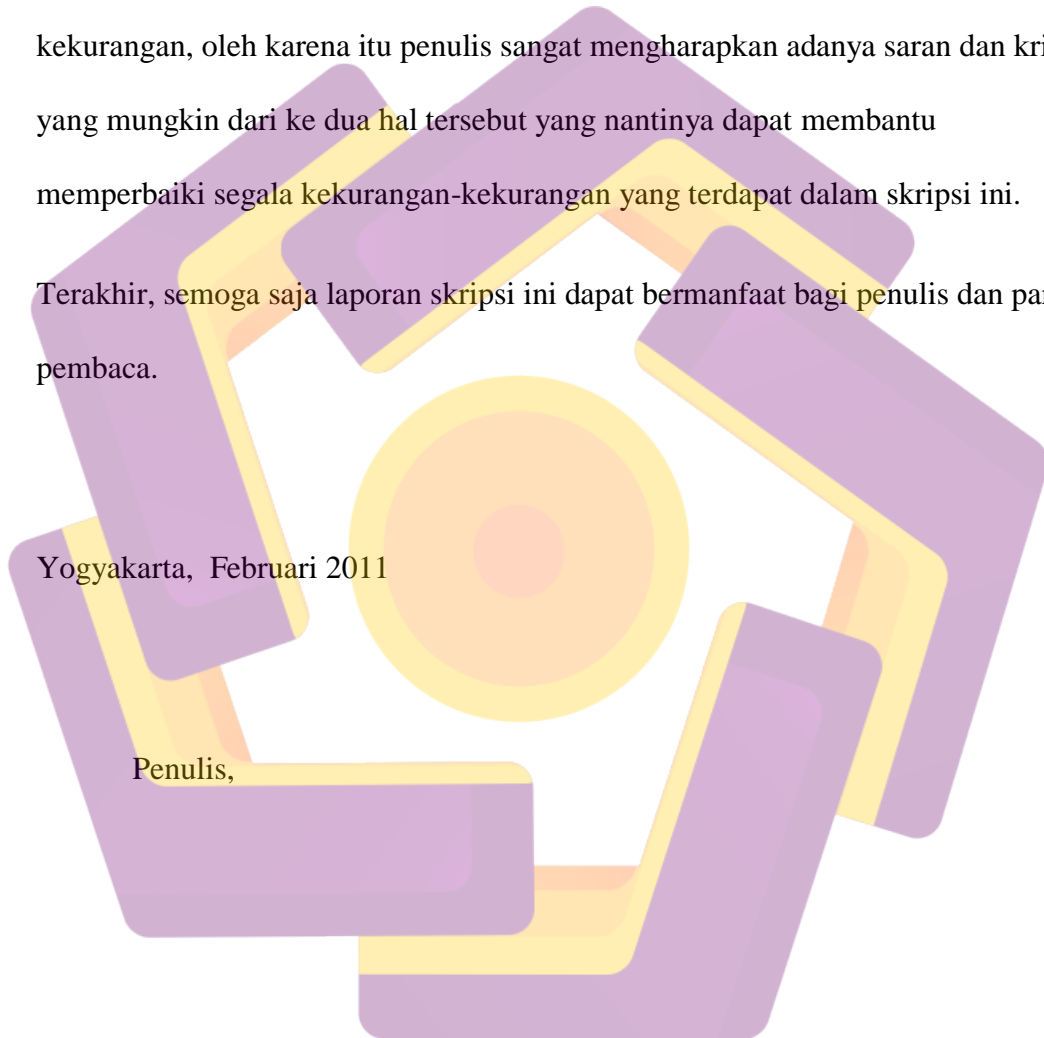 kekurangan, oleh karena itu penulis sangat mengharapkan adanya saran dan kri
yang mungkin dari ke dua hal tersebut yang nantinya dapat membantu
memperbaiki segala kekurangan-kekurangan yang terdapat dalam skripsi ini.
Terakhir, semoga saja laporan skripsi ini dapat bermanfaat bagi penulis dan par
pembaca.
Yogyakarta, Februari 2011
Penulis,